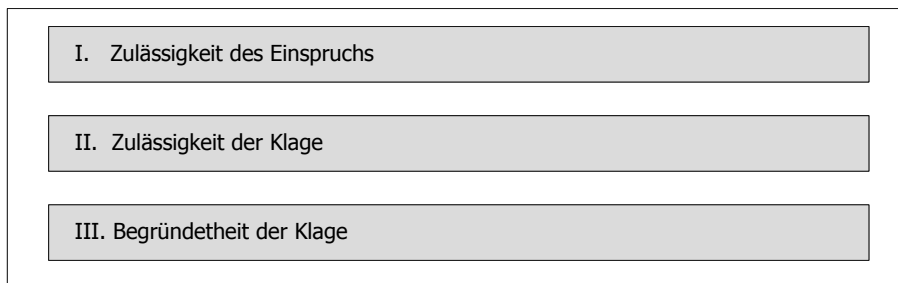 I. Zulässigkeit des Einspruchs
II. Zulässigkeit der Klage
III. Begründetheit der Klage